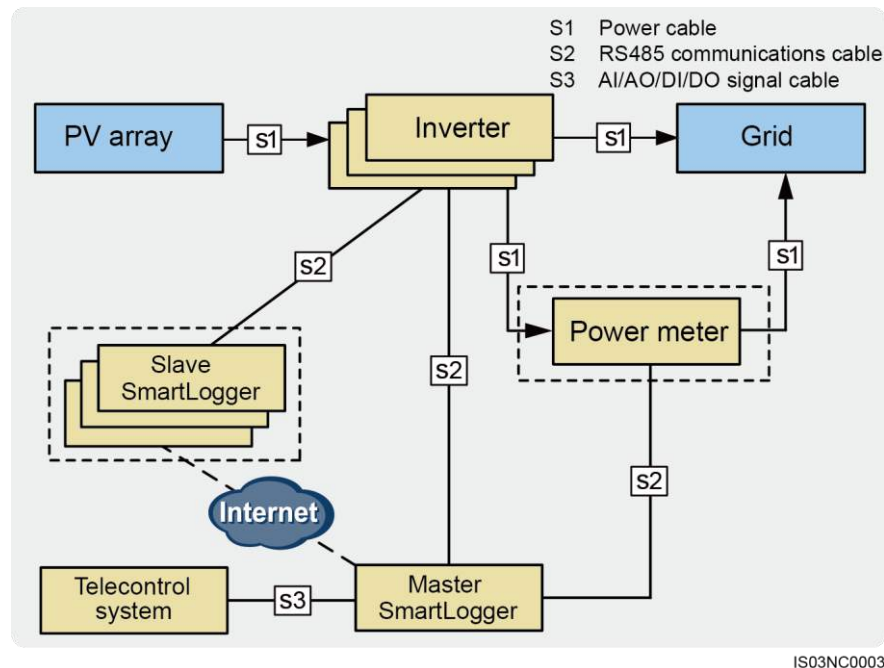 S1 Power cable
S2 RS485 communications cable
S3 AI/AO/DI/DO signal cable
PV array
s1
Inverter
s1
Grid
s2
s1
s1
Power meter
Slave
SmartLogger
s2
s2
Internet
Telecontrol
system
s3
Master
SmartLogger
IS03NC0003